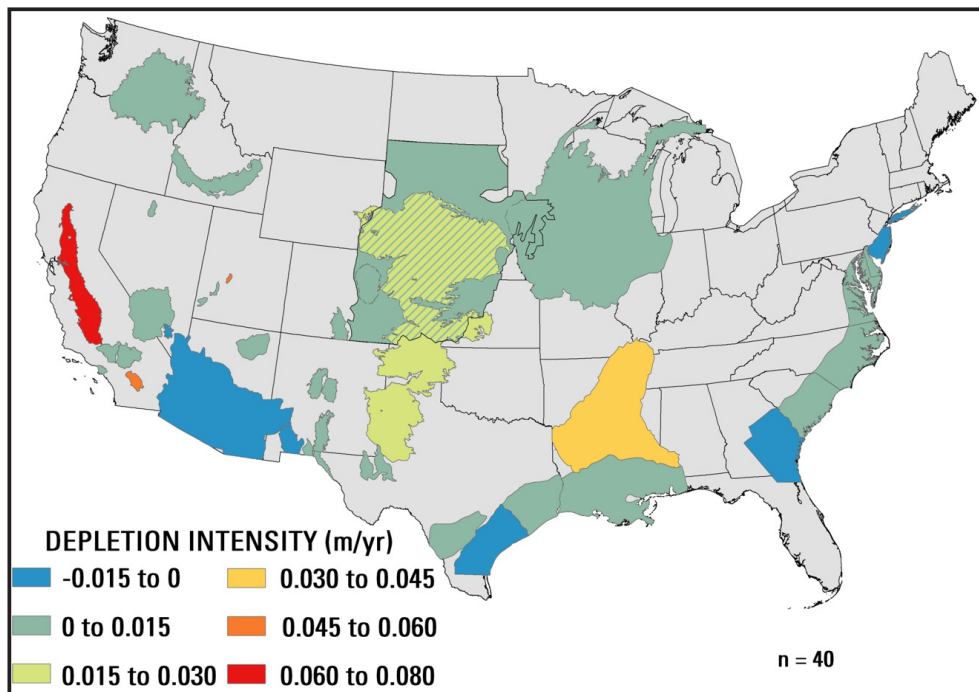 DEPLETION INTENSITY (m/yr)
-0.015 to 0
0.030 to 0.045
0 to 0.015
0.045 to 0.060
0.015 to 0.030
0.060 to 0.080
n = 40